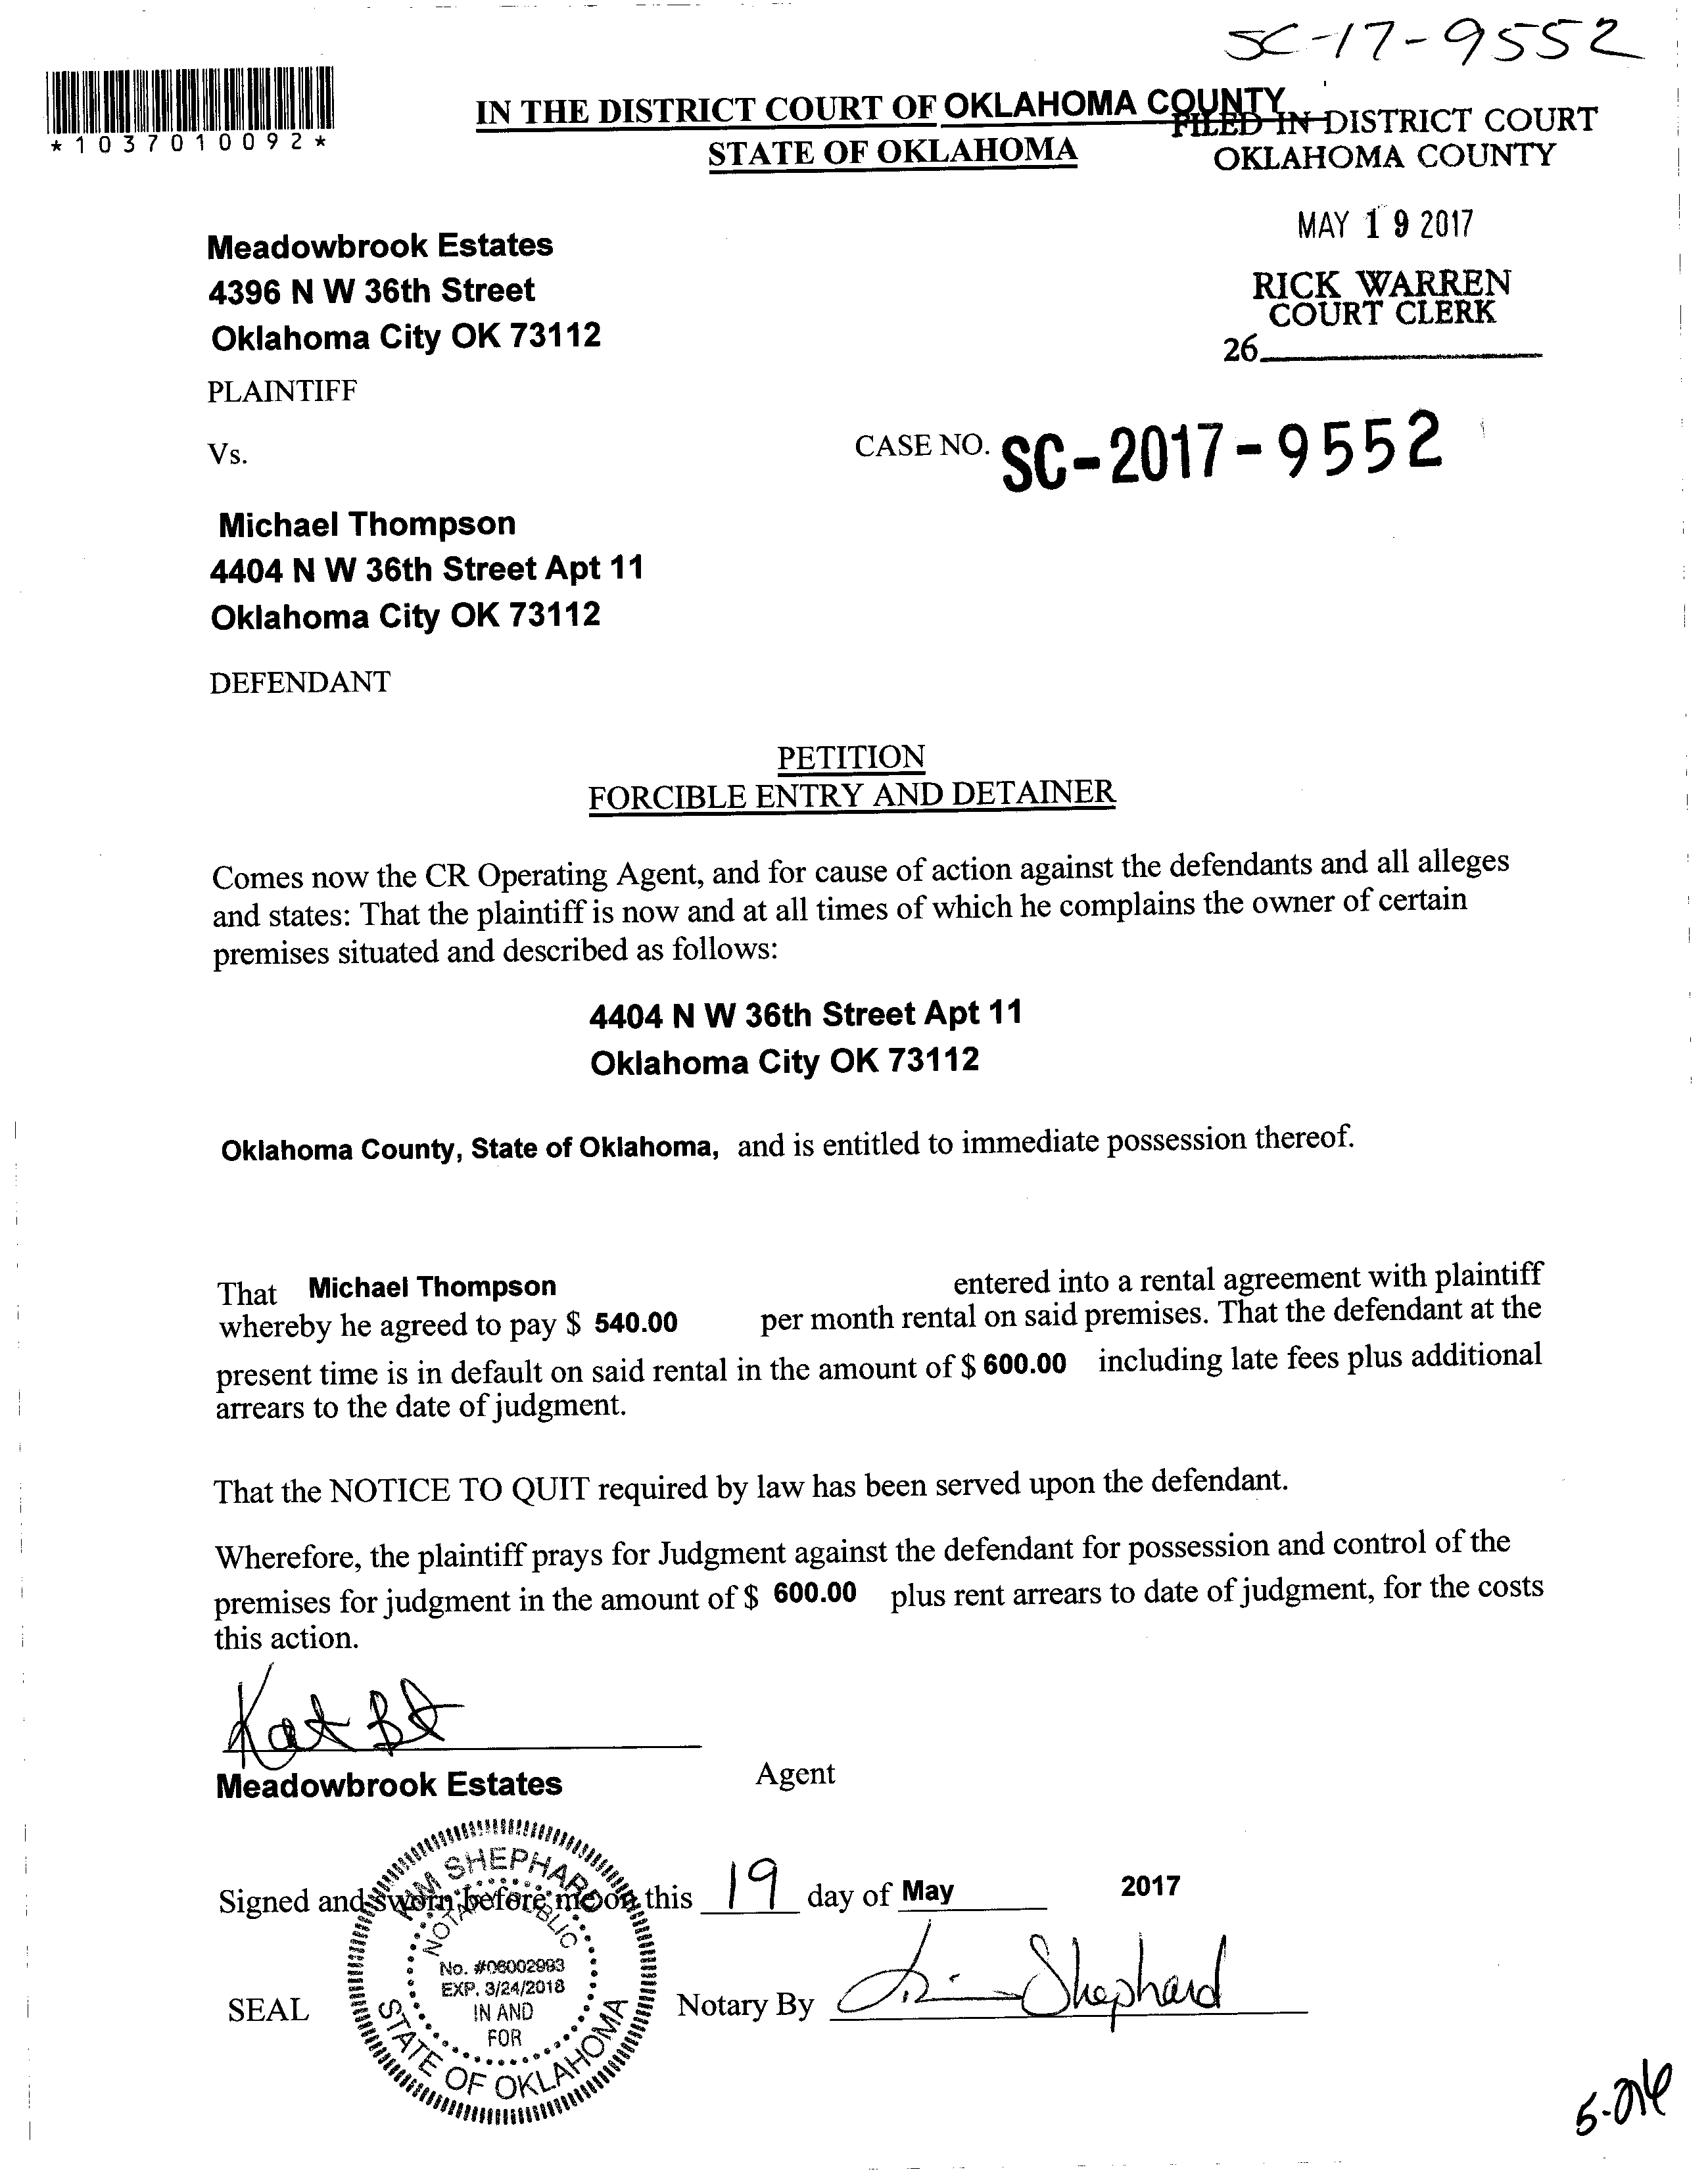 SC-17-9552
*1037010092*
IN THE DISTRICT COURT OF OKLAHOMA COUNTY
STATE OF OKLAHOMA
FILED IN DISTRICT COURT
OKLAHOMA COUNTY
MAY 19 2017
RICK WARREN
COURT CLERK
26
Meadowbrook Estates
4396 N W 36th Street
Oklahoma City OK 73112
PLAINTIFF
Vs.
CASE NO. SC-2017-9552
Michael Thompson
4404 N W 36th Street Apt 11
Oklahoma City OK 73112
DEFENDANT
PETITION
FORCIBLE ENTRY AND DETAINER
Comes now the CR Operating Agent, and for cause of action against the defendants and all alleges
and states: That the plaintiff is now and at all times of which he complains the owner of certain
premises situated and described as follows:
4404 N W 36th Street Apt 11
Oklahoma City OK 73112
Oklahoma County, State of Oklahoma, and is entitled to immediate possession thereof.
That Michael Thompson entered into a rental agreement with plaintiff
whereby he agreed to pay $ 540.00 per month rental on said premises. That the defendant at the
present time is in default on said rental in the amount of $ 600.00 including late fees plus additional
arrears to the date of judgment.
That the NOTICE TO QUIT required by law has been served upon the defendant.
Wherefore, the plaintiff prays for Judgment against the defendant for possession and control of the
premises for judgment in the amount of $ 600.00 plus rent arrears to date of judgment, for the costs
this action.
Meadowbrook Estates Agent
Signed and sworn before me on this 19 day of May 2017
SEAL
KIM SHEPHARD
NOTARY PUBLIC
No. #06002993
EXP. 3/24/2018
IN AND
FOR
STATE OF OKLAHOMA
Notary By Kim Shephard